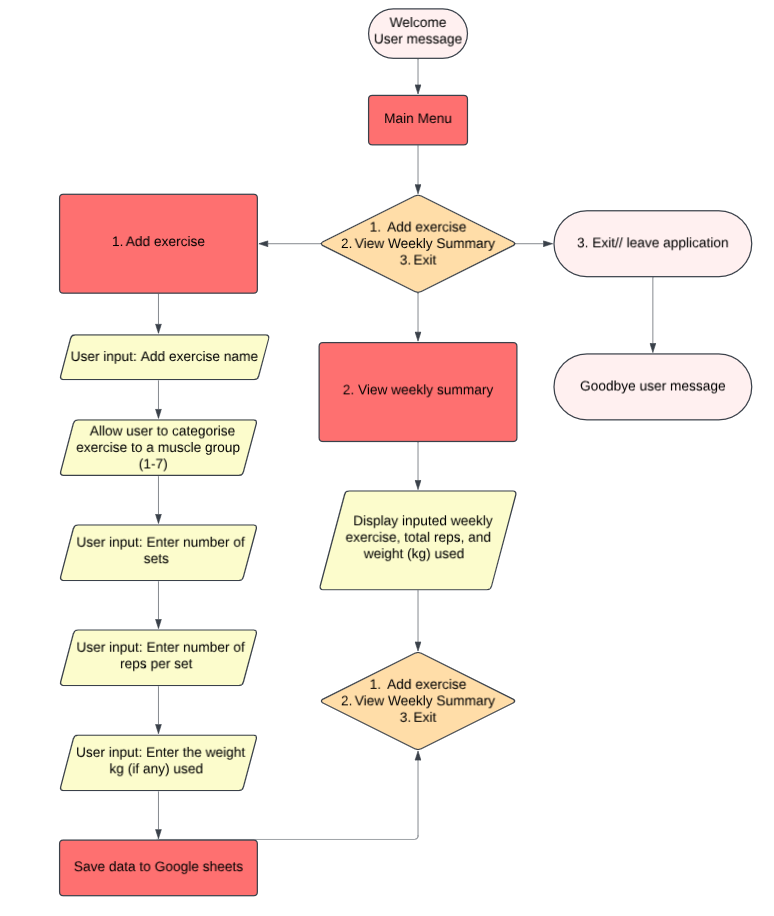 Welcome
User message
Main Menu
1. Add exercise
2. View Weekly Summary
3. Exit
1. Add exercise
3. Exit// leave application
User input: Add exercise name
2. View weekly summary
Goodbye user message
Allow user to categorise
exercise to a muscle group
(1-7)
Display inputed weekly
exercise, total reps, and
weight (kg) used
User input: Enter number of
sets
User input: Enter number of
reps per set
1. Add exercise
2. View Weekly Summary
3. Exit
User input: Enter the weight
kg (if any) used
Save data to Google sheets